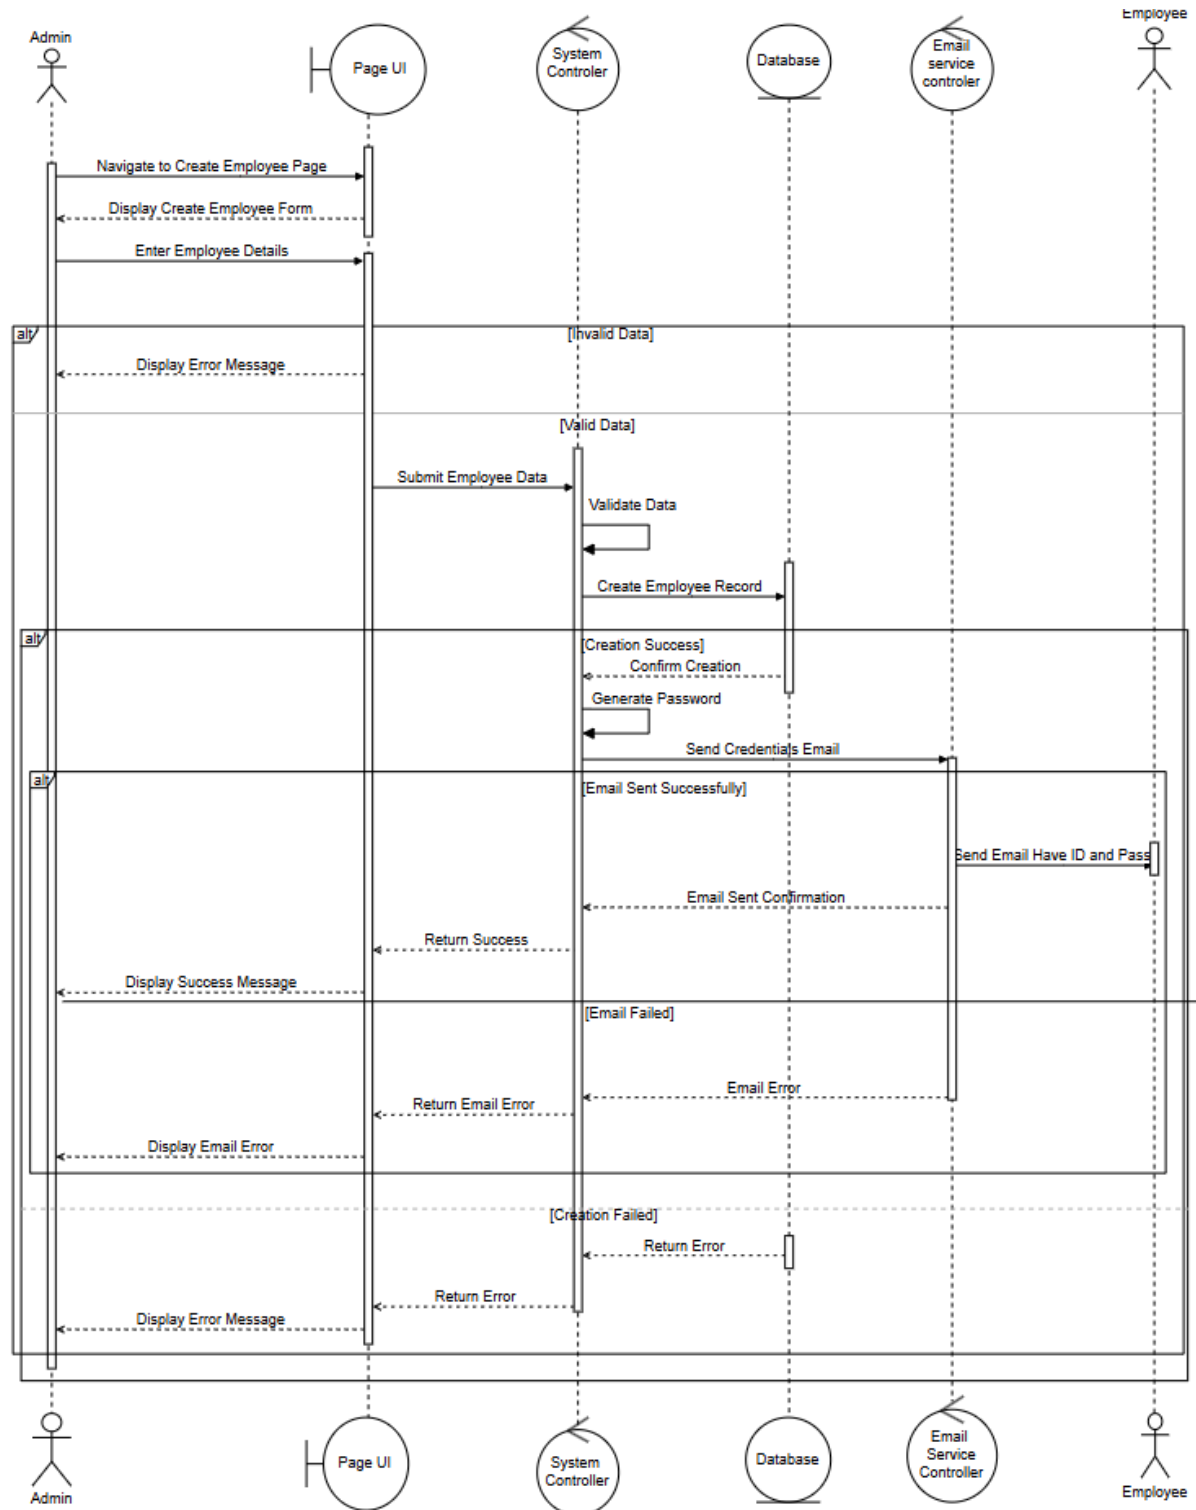 Employee
Admin
Page UI
System
Controler
Database
Email
service
controler
Navigate to Create Employee Page
Display Create Employee Form
Enter Employee Details
alt
[Invalid Data]
Display Error Message
[Valid Data]
Submit Employee Data
Validate Data
Create Employee Record
alt
[Creation Success]
Confirm Creation
Generate Password
Send Credentials Email
alt
[Email Sent Successfully]
Send Email Have ID and Pass
Email Sent Confirmation
Return Success
Display Success Message
[Email Failed]
Email Error
Return Email Error
Display Email Error
[Creation Failed]
Return Error
Return Error
Display Error Message
Admin
Page UI
System
Controller
Database
Email
Service
Controller
Employee